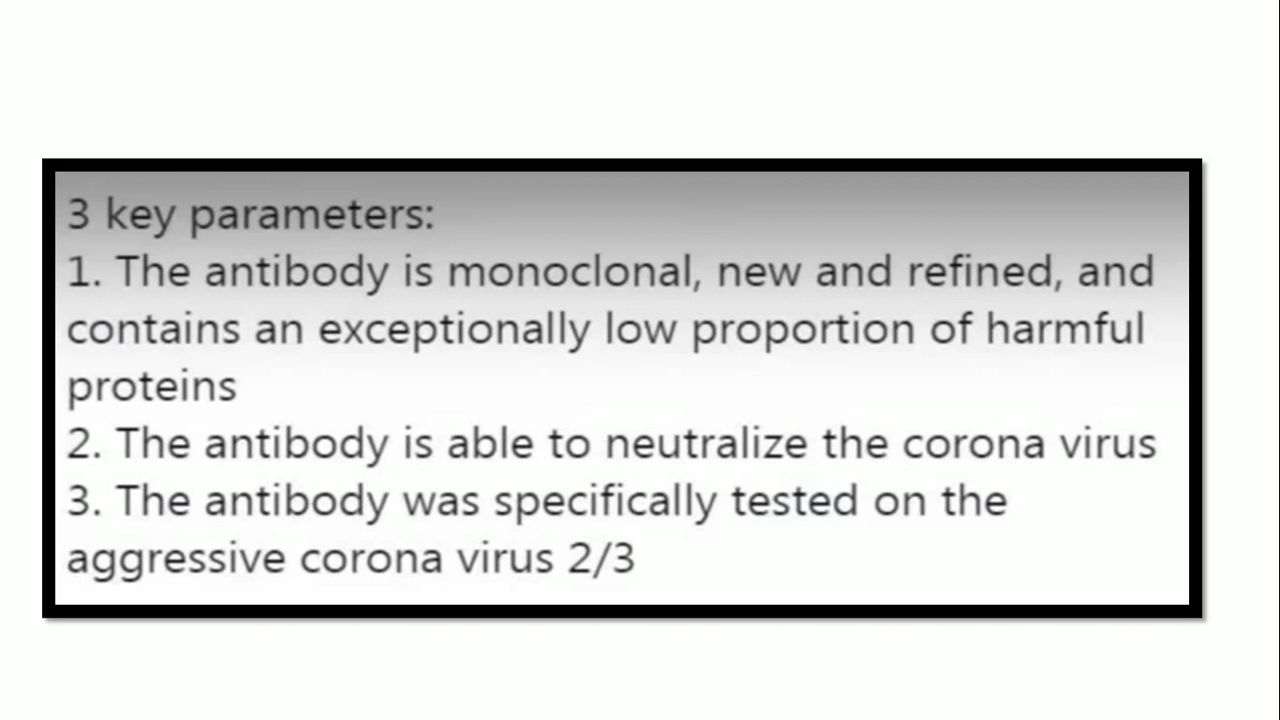 3 key parameters:
1. The antibody is monoclonal, new and refined, and
contains an exceptionally low proportion of harmful
proteins
2. The antibody is able to neutralize the corona virus
3. The antibody was specifically tested on the
aggressive corona virus 2/3